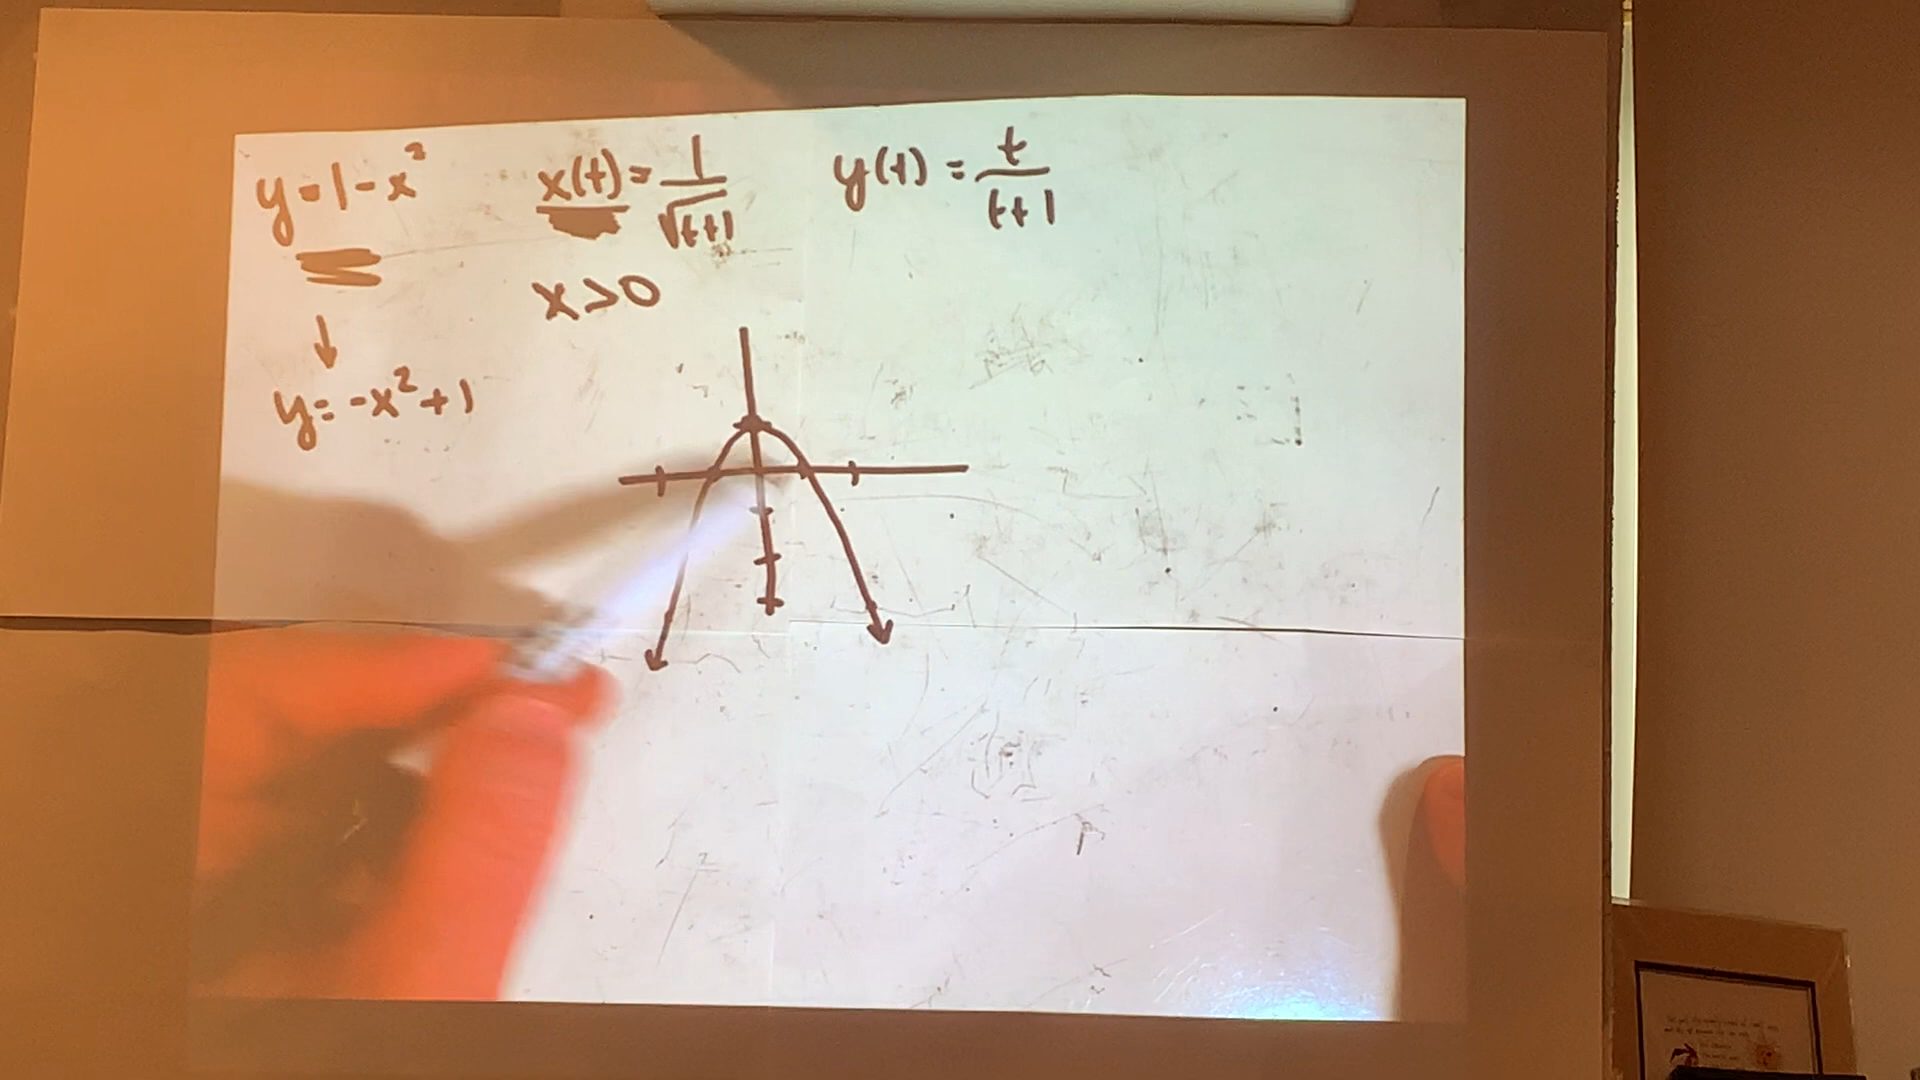 y=1-x²
x(t)=1/√t+1
y(t)=t/t+1
x>0
↓
y=-x²+1